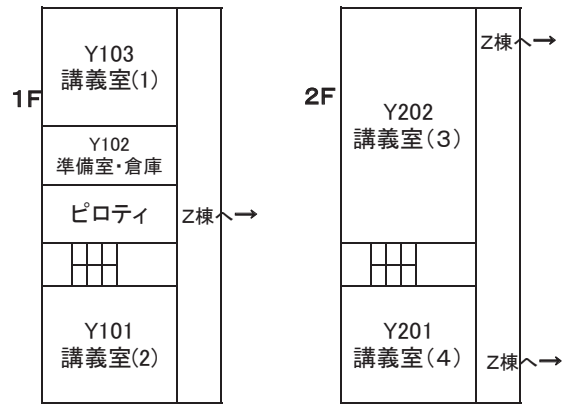 1F
Y103
講義室(1)
Y102
準備室・倉庫
ピロティ
Z棟へ→
Y101
講義室(2)
2F
Z棟へ→
Y202
講義室（３）
Y201
講義室（４）
Z棟へ→